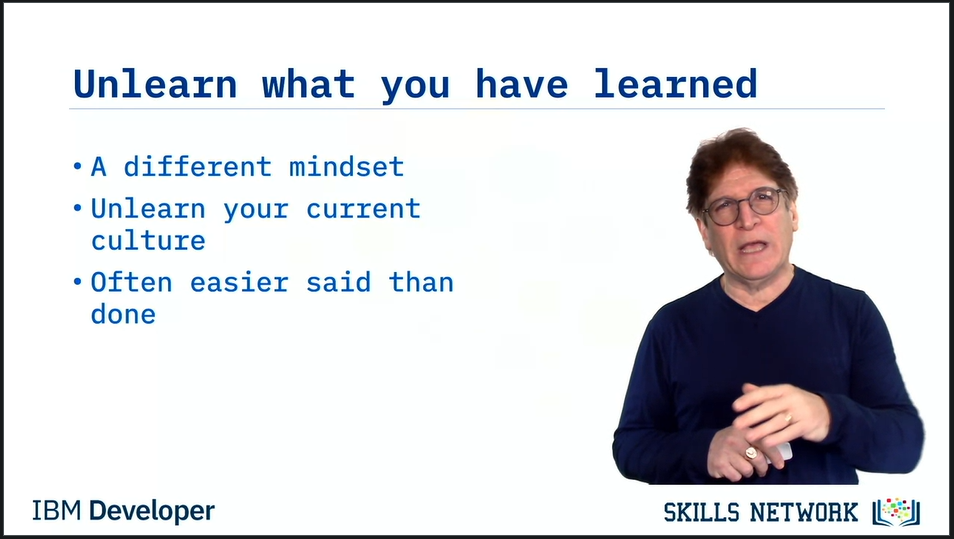 Unlearn what you have learned
• A different mindset
• Unlearn your current
culture
• Often easier said than
done
IBM Developer
SKILLS NETWORK